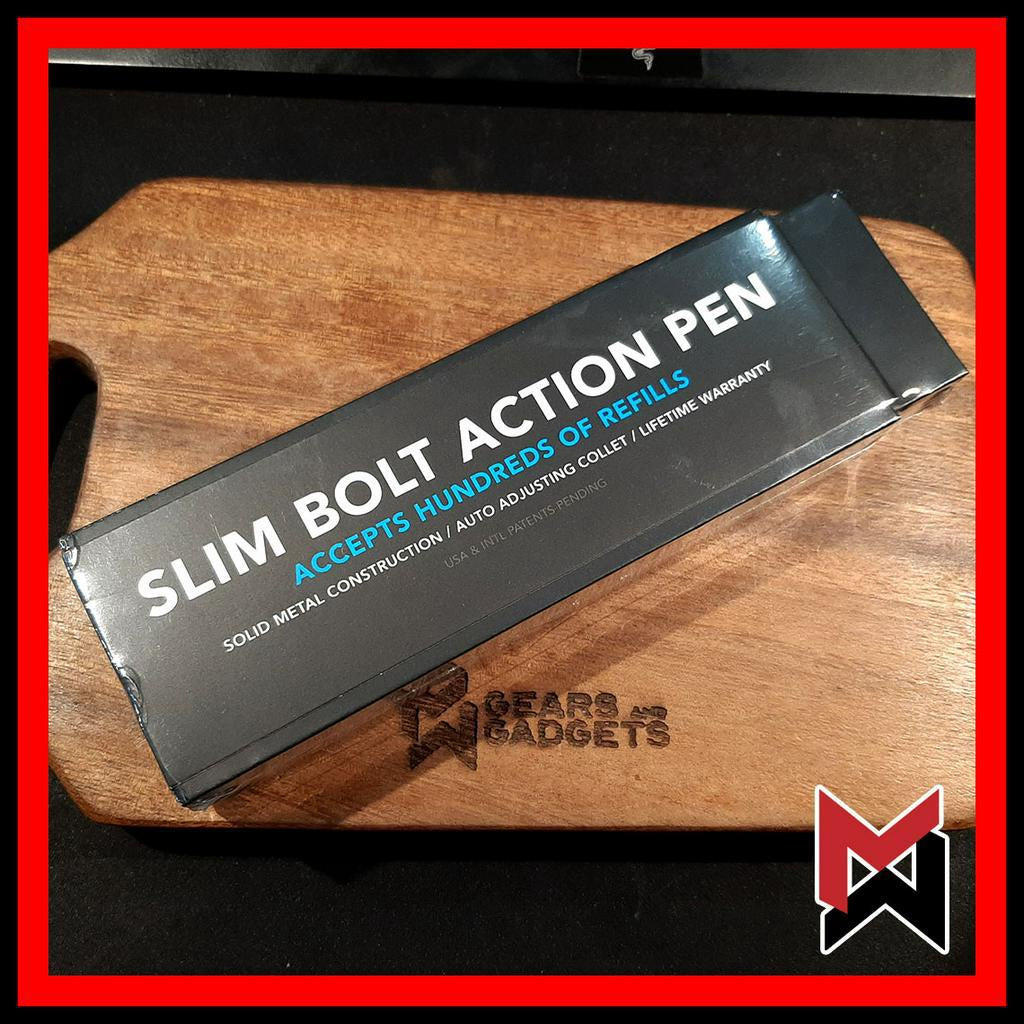 SLIM BOLT ACTION PEN
ACCEPTS HUNDREDS OF REFILLS
SOLID METAL CONSTRUCTION / AUTO ADJUSTING COLLET / LIFETIME WARRANTY
USA & INTL PATENTS-PENDING
GEARS AND
GADGETS